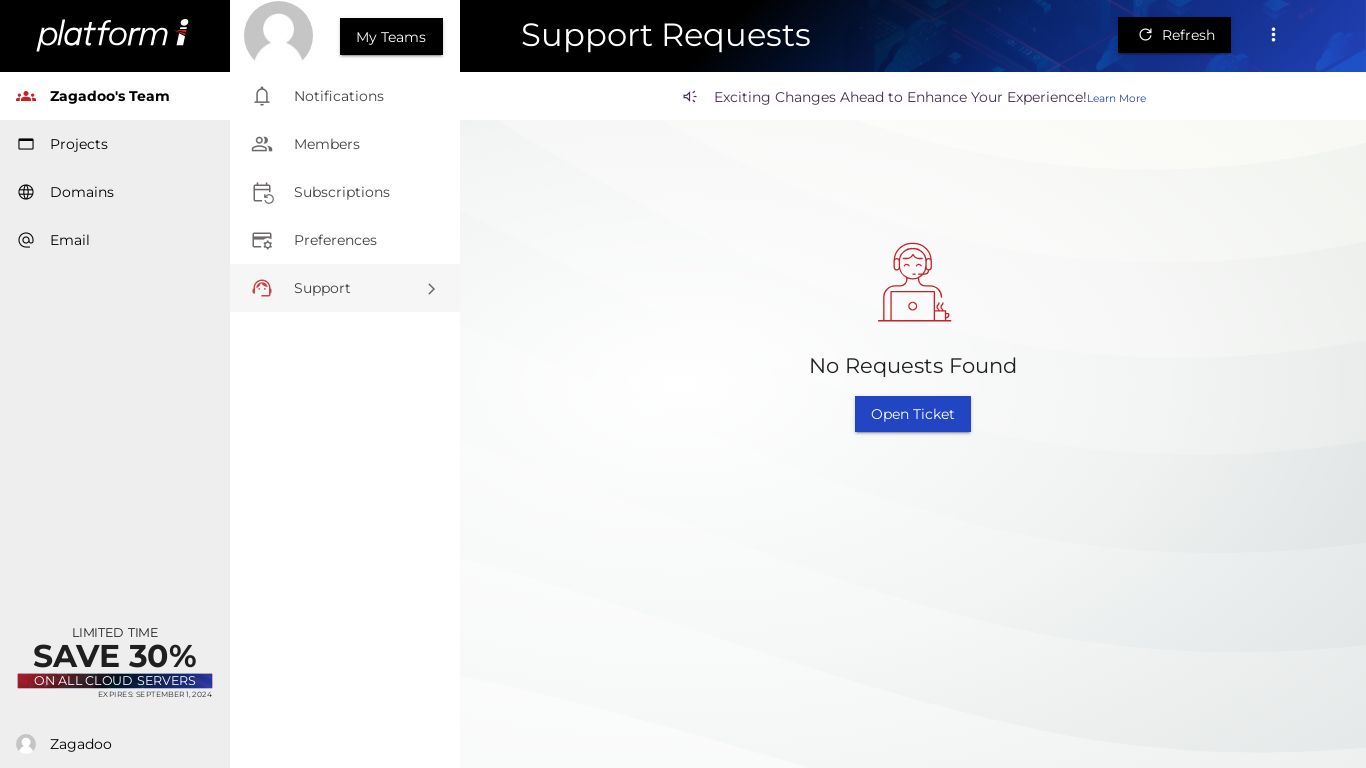 platform i
My Teams
Support Requests
Refresh
Zagadoo's Team
Notifications
Exciting Changes Ahead to Enhance Your Experience!Learn More
Projects
Members
Domains
Subscriptions
Email
Preferences
Support
No Requests Found
Open Ticket
LIMITED TIME
SAVE 30%
ON ALL CLOUD SERVERS
EXPIRES: SEPTEMBER 1, 2024
Zagadoo